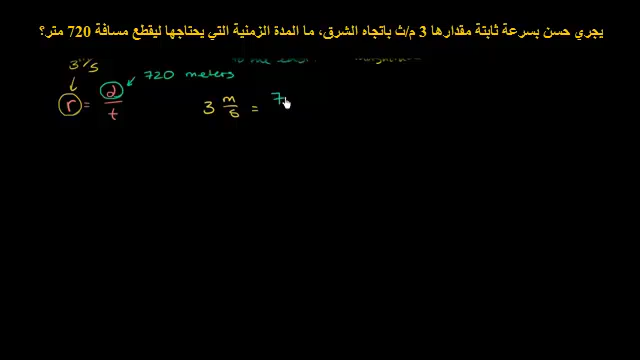 يجري حسن بسرعة ثابتة مقدارها 3 م/ث باتجاه الشرق، ما المدة الزمنية التي يحتاجها ليقطع مسافة 720 متر؟
3 m/s
720 meters
r = d/t
3 m/s = 7